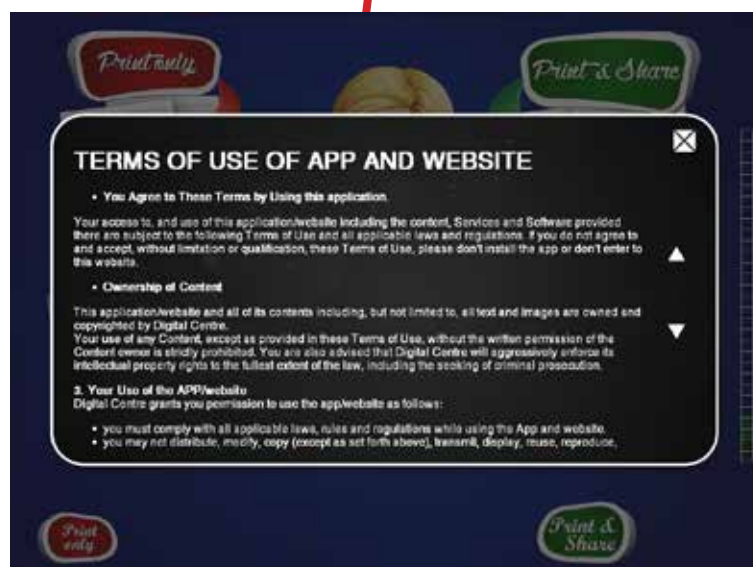 Print only
Print & Share
TERMS OF USE OF APP AND WEBSITE
• You Agree to These Terms by Using this application.
Your access to, and use of this application/website including the content, Services and Software provided
there are subject to the following Terms of Use and all applicable laws and regulations. If you do not agree to
and accept, without limitation or qualification, these Terms of Use, please don't install the app or don't enter to
this website.
• Ownership of Content
This application/website and all of its contents including, but not limited to, all text and images are owned and
copyrighted by Digital Centre.
Your use of any Content, except as provided in these Terms of Use, without the written permission of the
Content owner is strictly prohibited. You are also advised that Digital Centre will aggressively enforce its
intellectual property rights to the fullest extent of the law, including the seeking of criminal prosecution.
3. Your Use of the APP/website
Digital Centre grants you permission to use the app/website as follows:
• you must comply with all applicable laws, rules and regulations while using the App and website.
• you may not distribute, modify, copy (except as set forth above), transmit, display, reuse, reproduce,
Print
only
Print &
Share